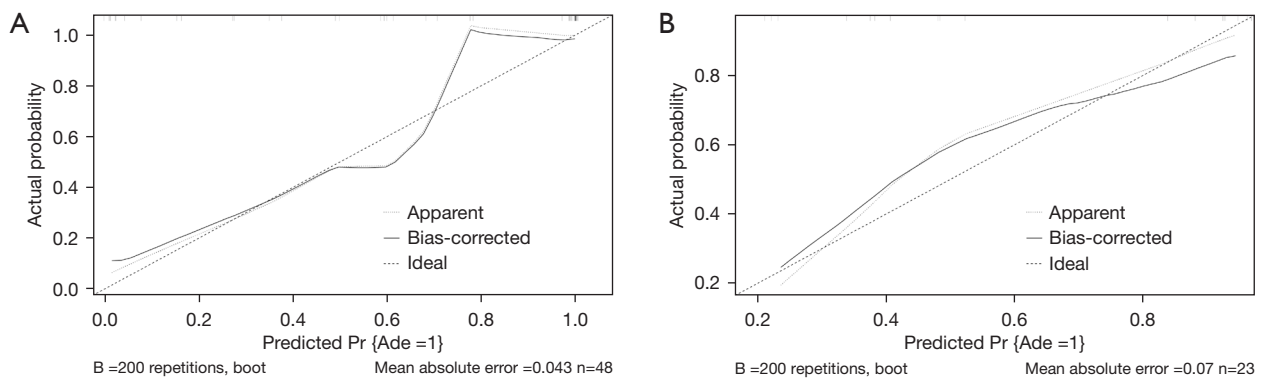 A
Actual probability
1.0
0.8
0.6
0.4
0.2
0.0
Apparent
Bias-corrected
Ideal
0.0 0.2 0.4 0.6 0.8 1.0
Predicted Pr {Ade =1}
B =200 repetitions, boot Mean absolute error =0.043 n=48
B
Actual probability
0.8
0.6
0.4
0.2
Apparent
Bias-corrected
Ideal
0.2 0.4 0.6 0.8
Predicted Pr {Ade =1}
B =200 repetitions, boot Mean absolute error =0.07 n=23